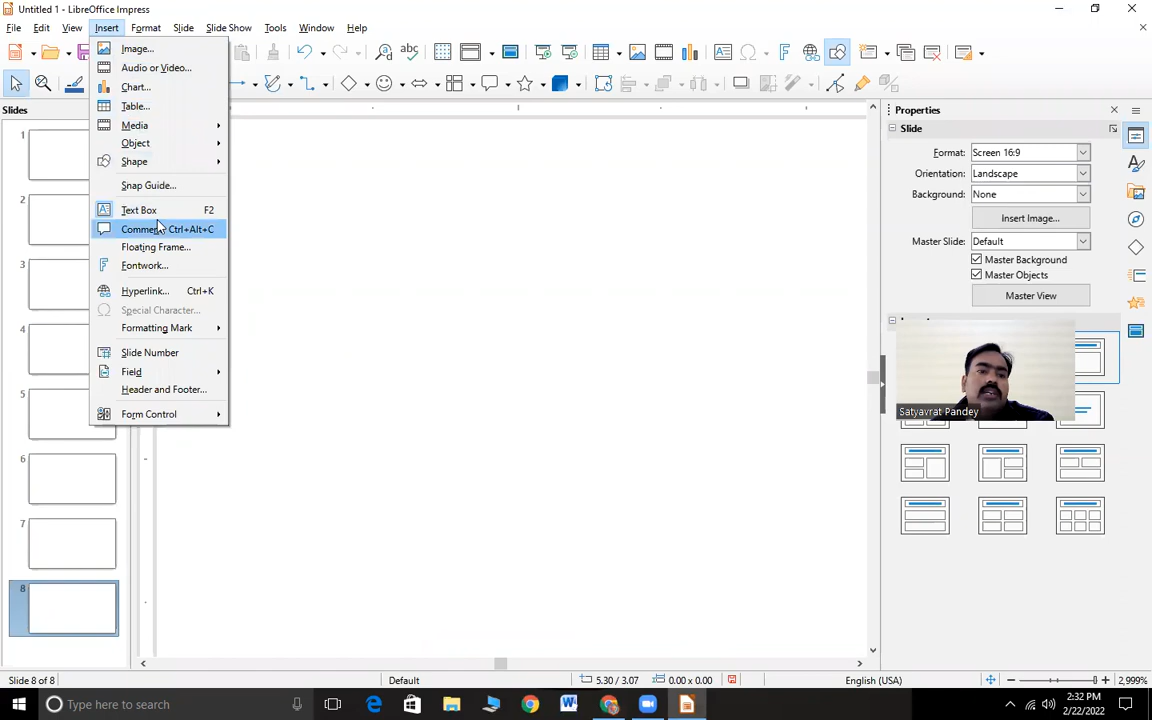 Untitled 1 - LibreOffice Impress
File Edit View Insert Format Slide Slide Show Tools Window Help
Image...
Audio or Video...
Chart...
Table...
Media
Object
Shape
Snap Guide...
Text Box F2
Comment Ctrl+Alt+C
Floating Frame...
Fontwork...
Hyperlink... Ctrl+K
Special Character...
Formatting Mark
Slide Number
Field
Header and Footer...
Form Control
Slides
1
2
3
4
5
6
7
8
Properties
Slide
Format: Screen 16:9
Orientation: Landscape
Background: None
Insert Image...
Master Slide: Default
Master Background
Master Objects
Master View
Satyavrat Pandey
Slide 8 of 8 Default 5.30 / 3.07 0.00 x 0.00 English (USA) 2,999%
Type here to search
2:32 PM
2/22/2022